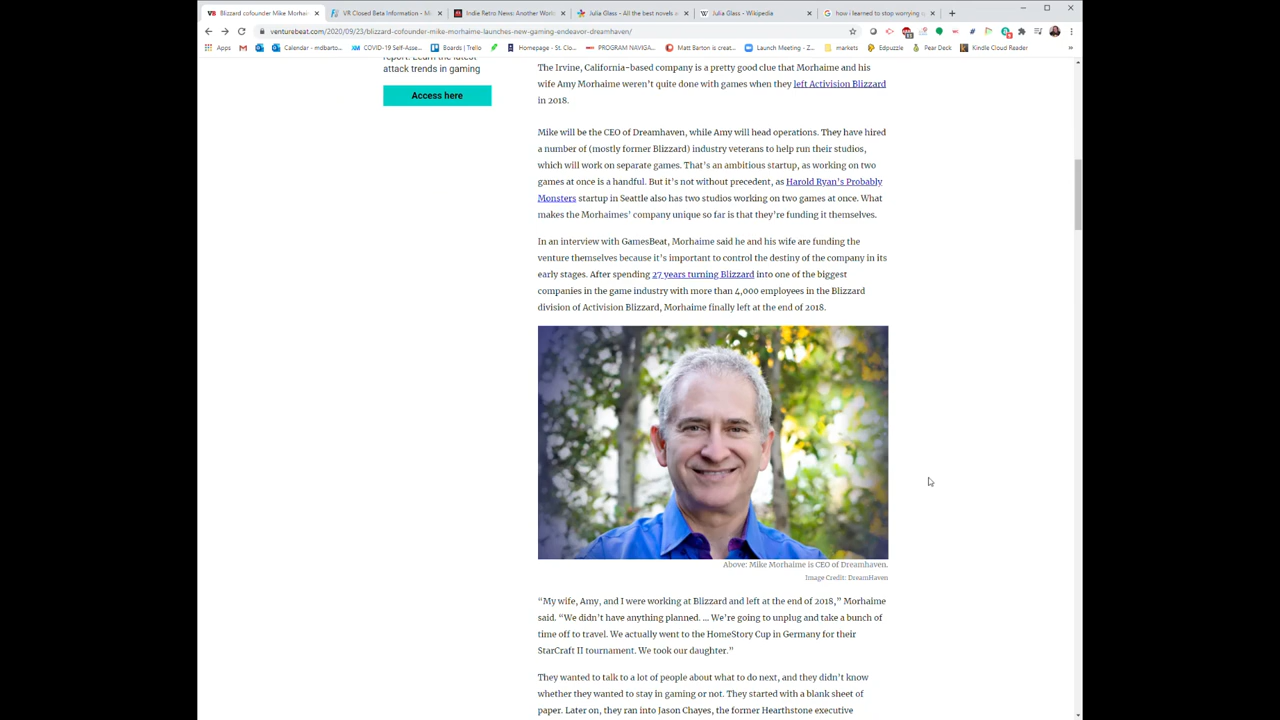 Blizzard cofounder Mike Morhai
VR Closed Beta Information - Mi
Indie Retro News: Another Worl
Julia Glass - All the best novels a
Julia Glass - Wikipedia
how i learned to stop worrying
venturebeat.com/2020/09/23/blizzard-cofounder-mike-morhaime-launches-new-gaming-endeavor-dreamhaven/
Apps
Calendar - mdbarto...
COVID-19 Self-Asse...
Boards | Trello
Homepage - St. Clo...
PROGRAM NAVIGA...
Matt Barton is creat...
Launch Meeting - Z...
markets
Edpuzzle
Pear Deck
Kindle Cloud Reader
»
report: Learn the latest
attack trends in gaming
Access here
The Irvine, California-based company is a pretty good clue that Morhaime and his
wife Amy Morhaime weren't quite done with games when they left Activision Blizzard
in 2018.
Mike will be the CEO of Dreamhaven, while Amy will head operations. They have hired
a number of (mostly former Blizzard) industry veterans to help run their studios,
which will work on separate games. That's an ambitious startup, as working on two
games at once is a handful. But it's not without precedent, as Harold Ryan's Probably
Monsters startup in Seattle also has two studios working on two games at once. What
makes the Morhaimes' company unique so far is that they're funding it themselves.
In an interview with GamesBeat, Morhaime said he and his wife are funding the
venture themselves because it's important to control the destiny of the company in its
early stages. After spending 27 years turning Blizzard into one of the biggest
companies in the game industry with more than 4,000 employees in the Blizzard
division of Activision Blizzard, Morhaime finally left at the end of 2018.
Above: Mike Morhaime is CEO of Dreamhaven.
Image Credit: DreamHaven
“My wife, Amy, and I were working at Blizzard and left at the end of 2018,” Morhaime
said. “We didn't have anything planned. ... We're going to unplug and take a bunch of
time off to travel. We actually went to the HomeStory Cup in Germany for their
StarCraft II tournament. We took our daughter.”
They wanted to talk to a lot of people about what to do next, and they didn't know
whether they wanted to stay in gaming or not. They started with a blank sheet of
paper. Later on, they ran into Jason Chayes, the former Hearthstone executive